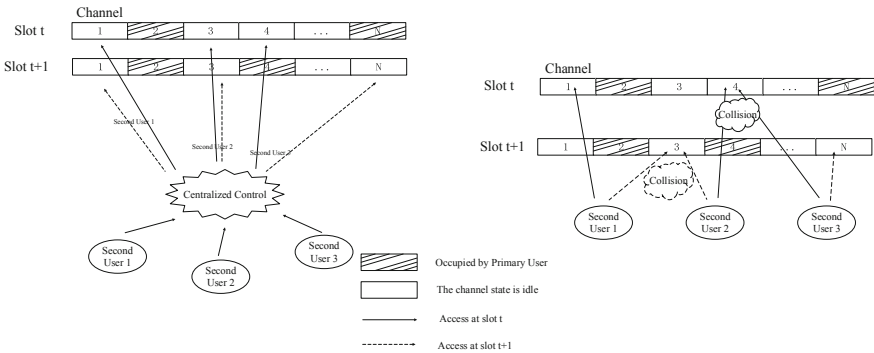 Channel
Slot t
1 2 3 4 ... N
Slot t+1
1 2 3 4 ... N
Second User 1
Second User 2
Second User
Centralized Control
Second User 1
Second User 2
Second User 3
Channel
Slot t
1 2 3 4 ... N
Collision
Slot t+1
1 2 3 4 ... N
Collision
Second User 1
Second User 2
Second User 3
Occupied by Primary User
The channel state is idle
Access at slot t
Access at slot t+1